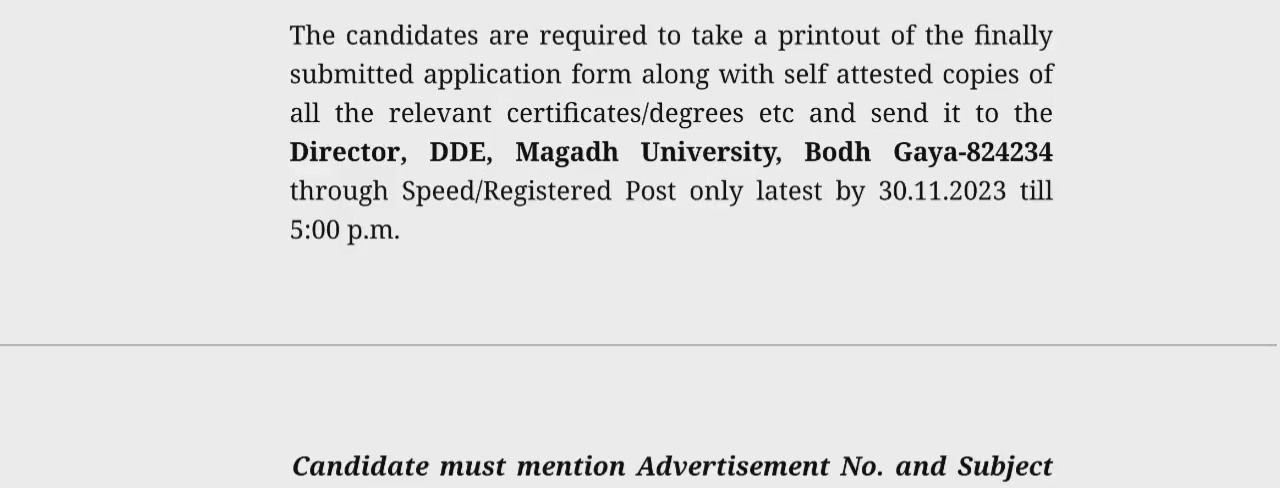 The candidates are required to take a printout of the finally
submitted application form along with self attested copies of
all the relevant certificates/degrees etc and send it to the
Director, DDE, Magadh University, Bodh Gaya-824234
through Speed/Registered Post only latest by 30.11.2023 till
5:00 p.m.
Candidate must mention Advertisement No. and Subject